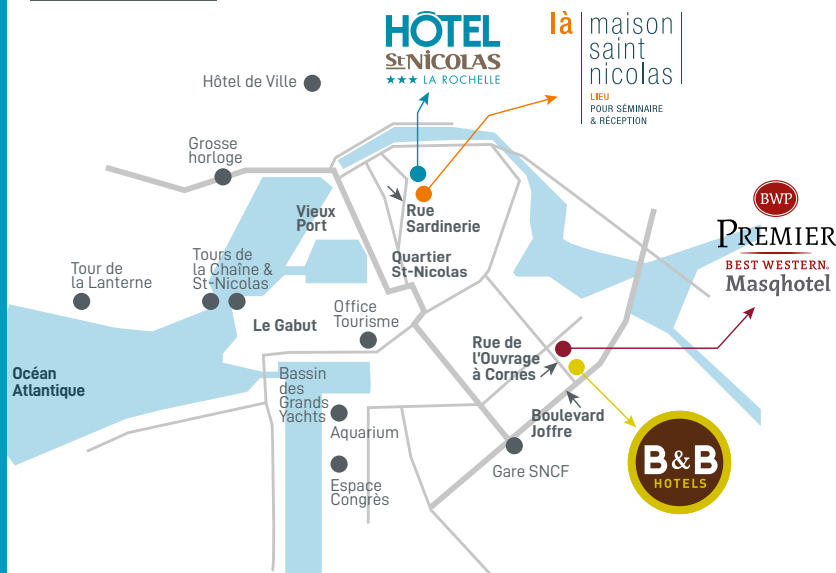 HÔTEL
StNICOLAS
★★★ LA ROCHELLE
là
maison
saint
nicolas
LIEU
POUR SÉMINAIRE
& RÉCEPTION
Hôtel de Ville
Grosse
horloge
Vieux
Port
Rue
Sardinerie
Quartier
St-Nicolas
BWP
PREMIER
BEST WESTERN®
Masqhotel
Tour de
la Lanterne
Tours de
la Chaîne &
St-Nicolas
Office
Tourisme
Le Gabut
Rue de
l'Ouvrage
à Cornes
Océan
Atlantique
Bassin
des
Grands
Yachts
Aquarium
Boulevard
Joffre
Gare SNCF
B&B
HOTELS
Espace
Congrès